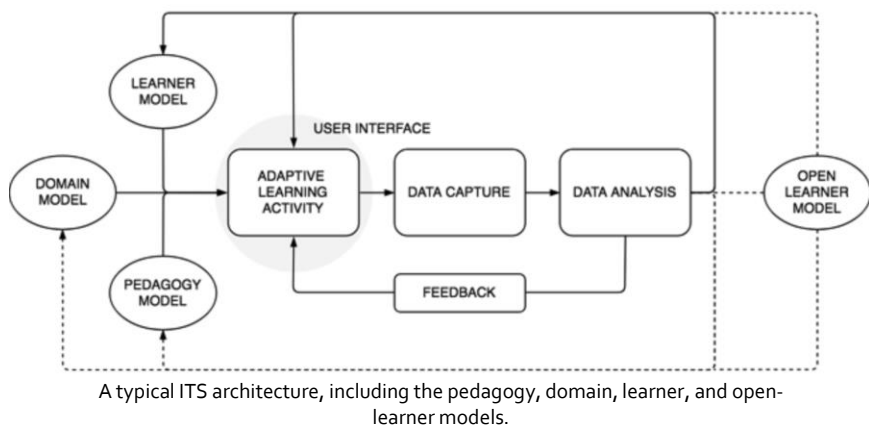 LEARNER
MODEL
USER INTERFACE
DOMAIN
MODEL
ADAPTIVE
LEARNING
ACTIVITY
DATA CAPTURE
DATA ANALYSIS
OPEN
LEARNER
MODEL
PEDAGOGY
MODEL
FEEDBACK
A typical ITS architecture, including the pedagogy, domain, learner, and open-
learner models.